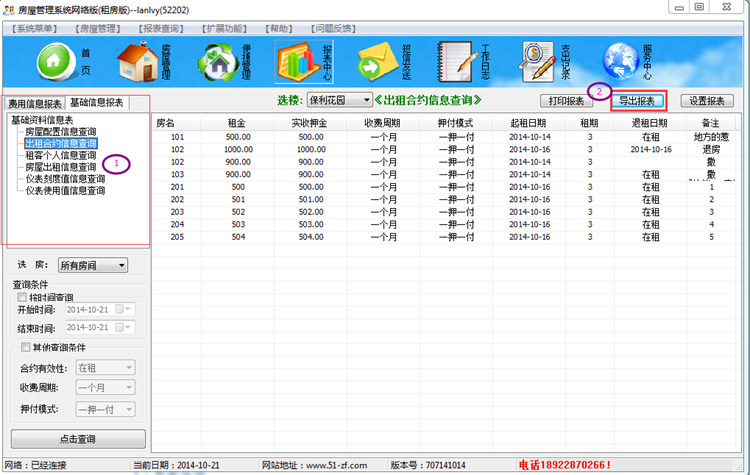 房屋管理系统网络版(租房版)--lanlvy(52202)
【系统菜单】 【房屋管理】 【报表查询】 【扩展功能】 【帮助】 【问题反馈】
首页 房屋管理 便捷管理 报表中心 短信发送 工作日志 支出记录 服务中心
费用信息报表 基础信息报表
选楼: 保利花园 《出租合约信息查询》 2 打印报表 导出报表 设置报表
基础资料信息表
房屋配置信息查询
出租合约信息查询
租客个人信息查询
房屋出租信息查询
仪表刻度值信息查询
仪表使用值信息查询
1
选 房: 所有房间
查询条件
按时间查询
开始时间: 2014-10-21
结束时间: 2014-10-21
其他查询条件
合约有效性: 在租
收费周期: 一个月
押付模式: 一押一付
点击查询
房名 租金 实收押金 收费周期 押付模式 起租日期 租期 退租日期 备注
101 500.00 500.00 一个月 一押一付 2014-10-14 3 在租 地方的惹
102 1000.00 1000.00 一个月 一押一付 2014-10-16 3 2014-10-16 退房
102 900.00 900.00 一个月 一押一付 2014-10-14 3 撒
103 900.00 900.00 一个月 一押一付 2014-10-14 3 在租 撒
201 500 500.00 一个月 一押一付 2014-10-16 3 在租 1
202 501 501.00 一个月 一押一付 2014-10-16 3 在租 2
203 502 502.00 一个月 一押一付 2014-10-16 3 在租 3
204 503 503.00 一个月 一押一付 2014-10-16 3 在租 4
205 504 504.00 一个月 一押一付 2014-10-16 3 在租 5
网络：已经连接 当前日期：2014-10-21 网站地址：www.51-zf.com 版本号：707141014 电话18922870266!